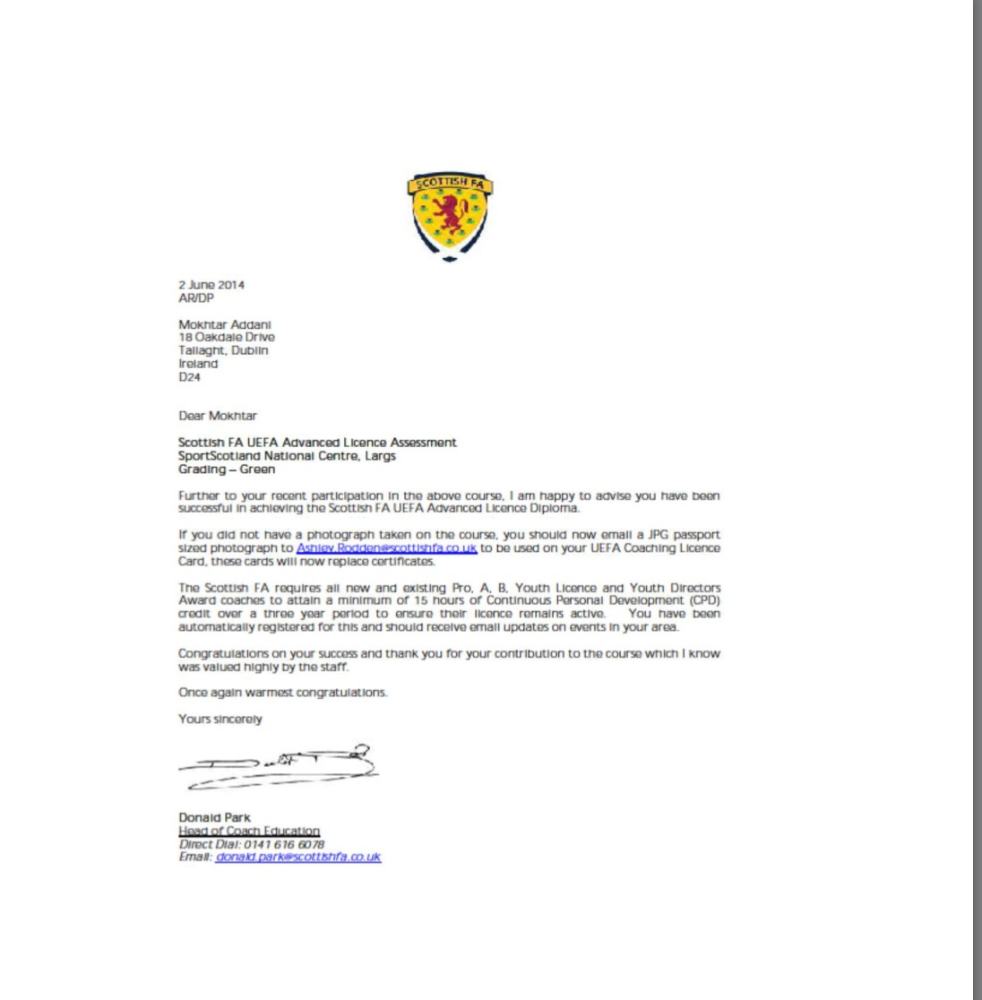 SCOTTISH FA
2 June 2014
AR/DP
Mokhtar Addani
18 Oakdale Drive
Tallaght, Dublin
Ireland
D24
Dear Mokhtar
Scottish FA UEFA Advanced Licence Assessment
SportScotland National Centre, Largs
Grading – Green
Further to your recent participation in the above course, I am happy to advise you have been
successful in achieving the Scottish FA UEFA Advanced Licence Diploma.
If you did not have a photograph taken on the course, you should now email a JPG passport
sized photograph to Ashley.Rodden@scottishfa.co.uk to be used on your UEFA Coaching Licence
Card, these cards will now replace certificates.
The Scottish FA requires all new and existing Pro, A, B, Youth Licence and Youth Directors
Award coaches to attain a minimum of 15 hours of Continuous Personal Development (CPD)
credit over a three year period to ensure their licence remains active. You have been
automatically registered for this and should receive email updates on events in your area.
Congratulations on your success and thank you for your contribution to the course which I know
was valued highly by the staff.
Once again warmest congratulations.
Yours sincerely
Donald Park
Head of Coach Education
Direct Dial: 0141 616 6078
Email: donald.park@scottishfa.co.uk